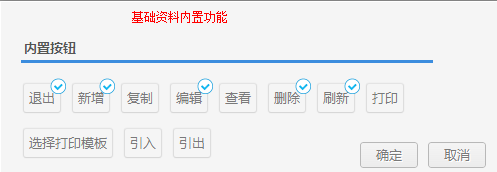 基础资料内置功能
内置按钮
退出 新增 复制 编辑 查看 删除 刷新 打印
选择打印模板 引入 引出
确定 取消